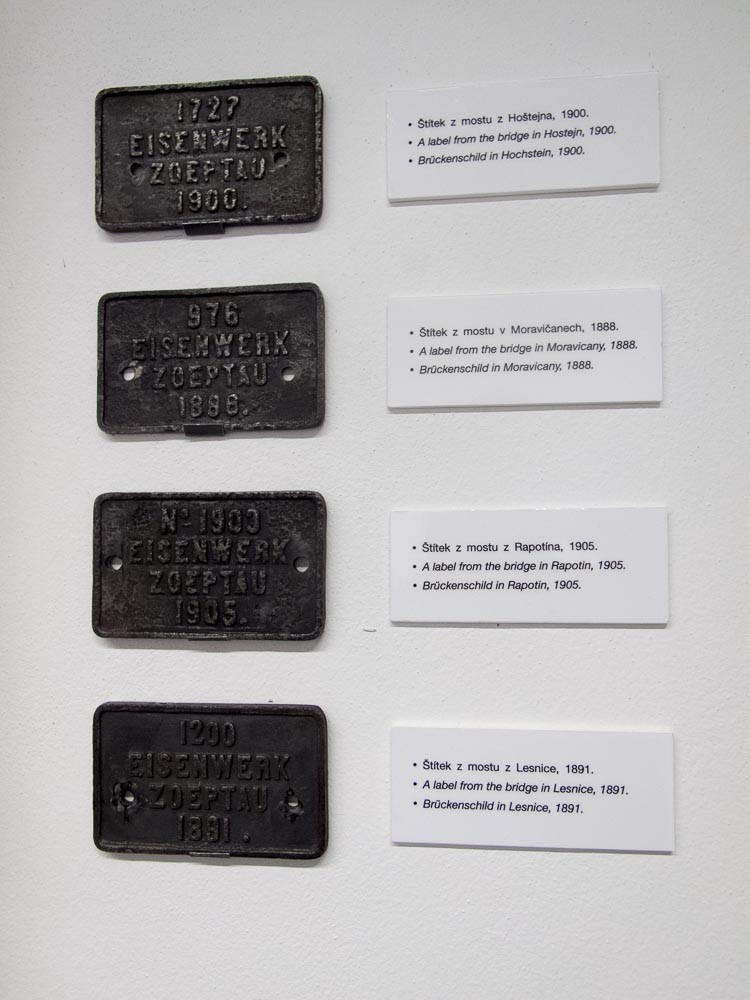 1727
EISENWERK
ZOEPTAU
1900.
• Štítek z mostu z Hoštejna, 1900.
• A label from the bridge in Hostejn, 1900.
• Brückenschild in Hochstein, 1900.
976
EISENWERK
ZOEPTAU
1888.
• Štítek z mostu v Moravičanech, 1888.
• A label from the bridge in Moravicany, 1888.
• Brückenschild in Moravicany, 1888.
No 1903
EISENWERK
ZOEPTAU
1905.
• Štítek z mostu z Rapotína, 1905.
• A label from the bridge in Rapotin, 1905.
• Brückenschild in Rapotin, 1905.
1200
EISENWERK
ZOEPTAU
1891.
• Štítek z mostu z Lesnice, 1891.
• A label from the bridge in Lesnice, 1891.
• Brückenschild in Lesnice, 1891.